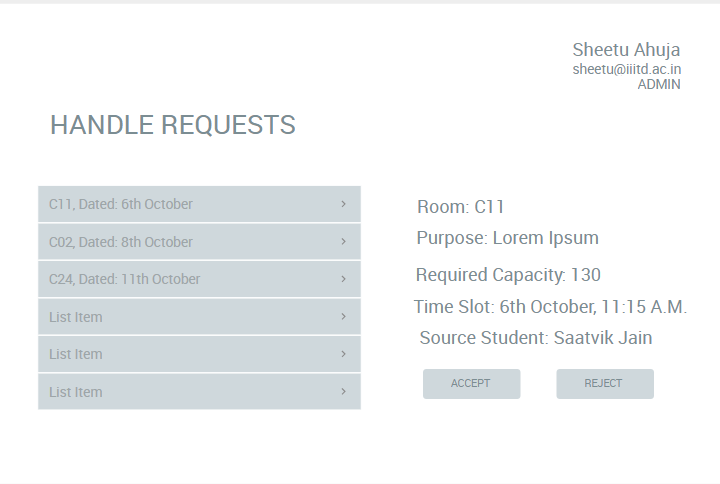 Sheetu Ahuja
sheetu@iiitd.ac.in
ADMIN
HANDLE REQUESTS
C11, Dated: 6th October
C02, Dated: 8th October
C24, Dated: 11th October
List Item
List Item
List Item
Room: C11
Purpose: Lorem Ipsum
Required Capacity: 130
Time Slot: 6th October, 11:15 A.M.
Source Student: Saatvik Jain
ACCEPT
REJECT